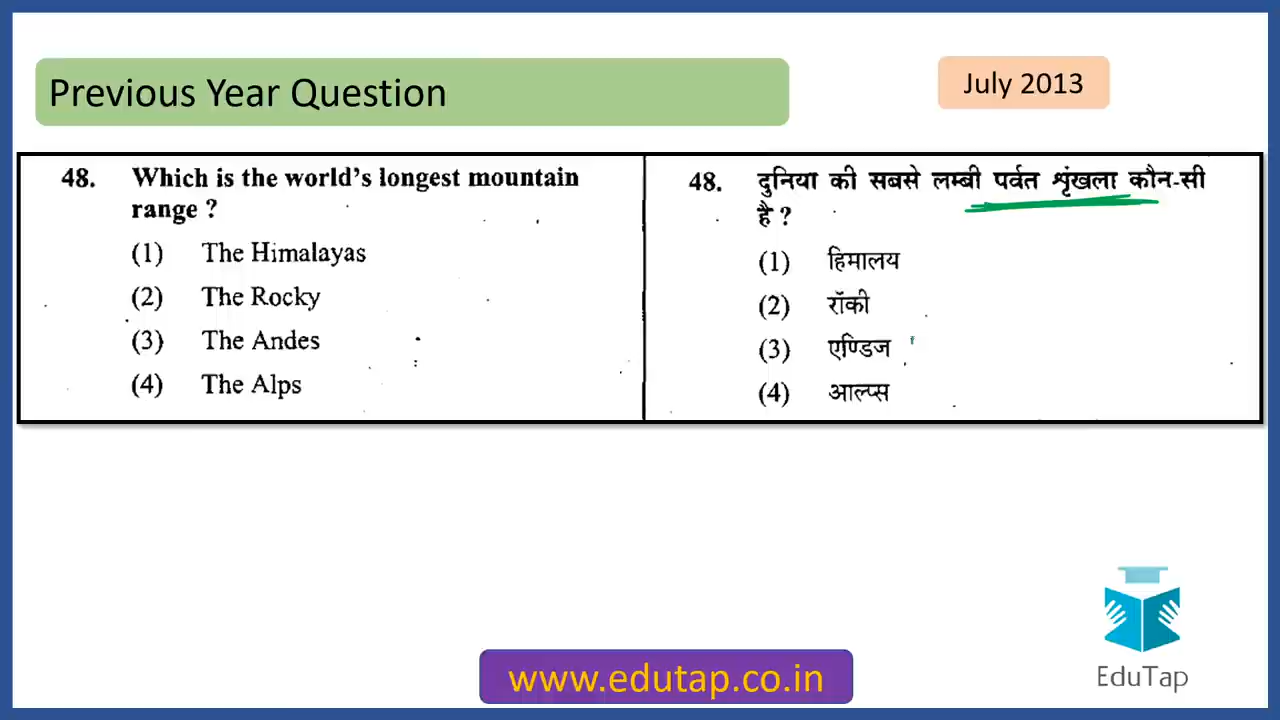 Previous Year Question
July 2013
48. Which is the world's longest mountain
range ?
(1) The Himalayas
(2) The Rocky
(3) The Andes
(4) The Alps
48. दुनिया की सबसे लम्बी पर्वत शृंखला कौन-सी
है ?
(1) हिमालय
(2) रॉकी
(3) एण्डिज
(4) आल्प्स
EduTap
www.edutap.co.in